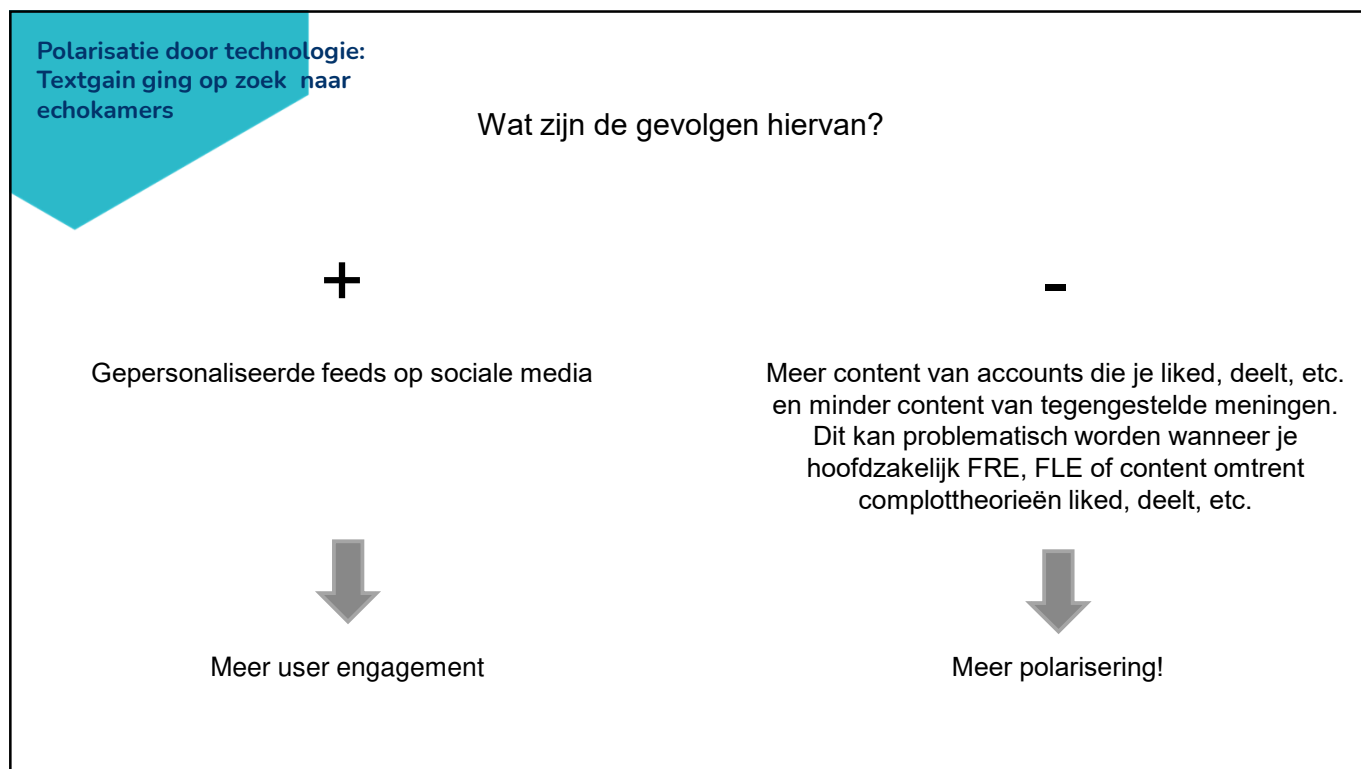 Polarisatie door technologie:
Textgain ging op zoek naar
echokamers
Wat zijn de gevolgen hiervan?
+
Gepersonaliseerde feeds op sociale media
Meer user engagement
-
Meer content van accounts die je liked, deelt, etc.
en minder content van tegengestelde meningen.
Dit kan problematisch worden wanneer je
hoofdzakelijk FRE, FLE of content omtrent
complottheorieën liked, deelt, etc.
Meer polarisering!